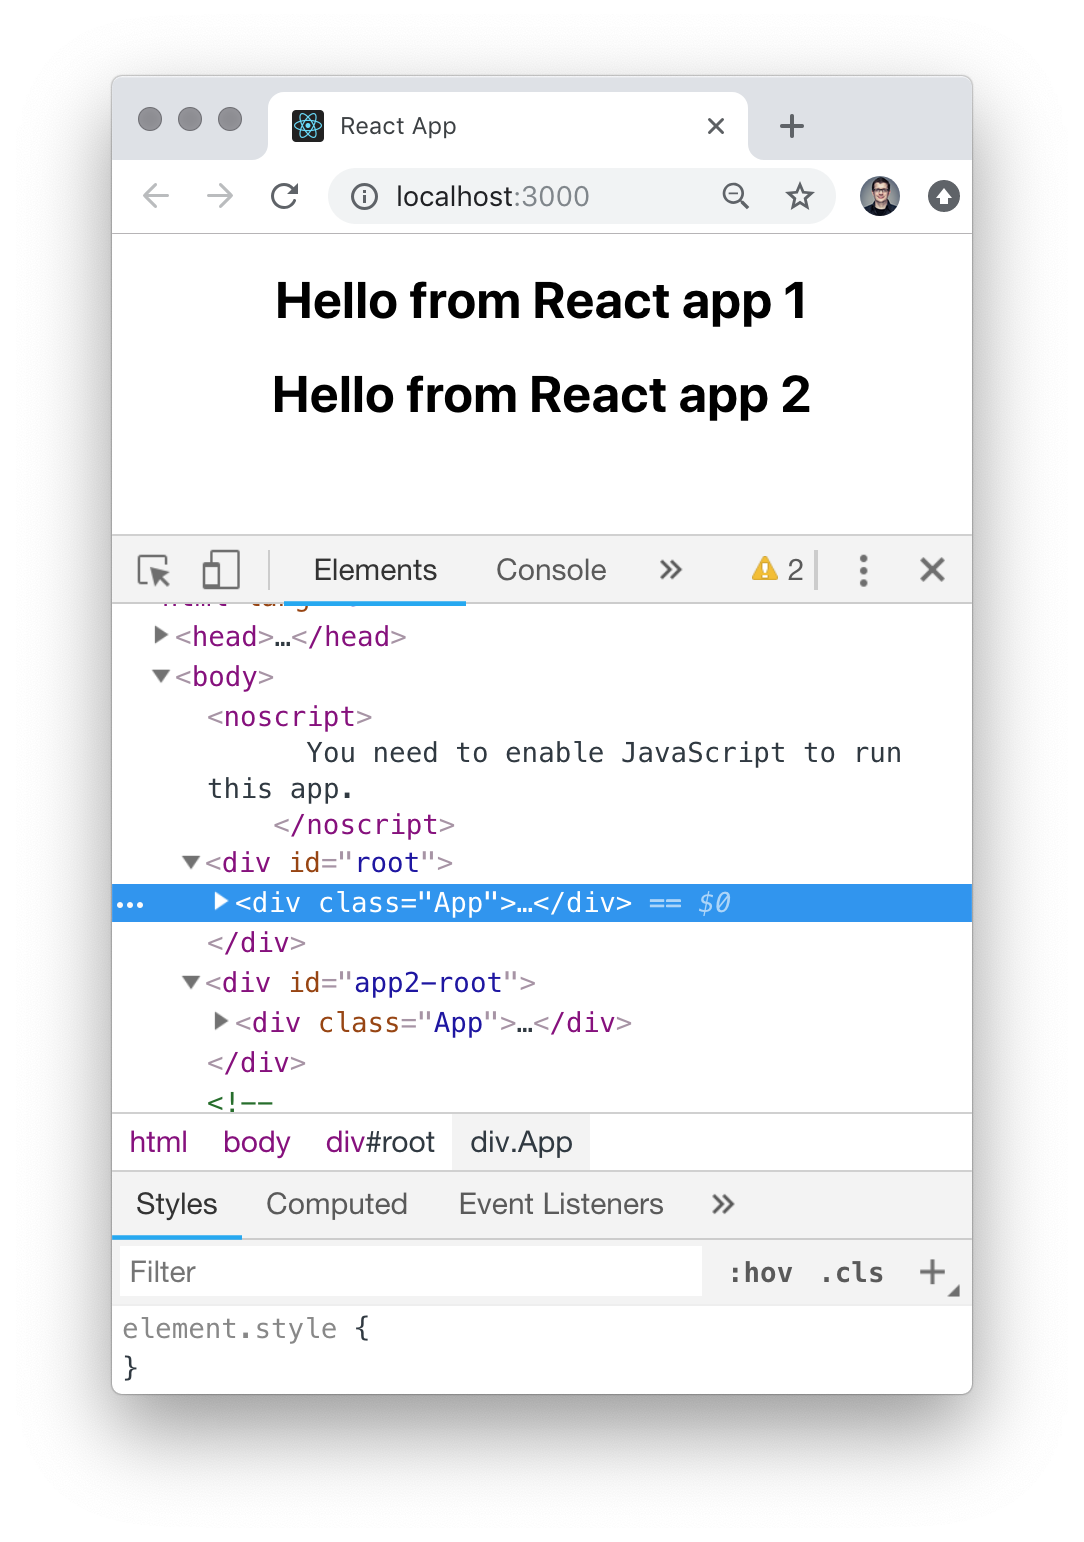 React App
localhost:3000
Hello from React app 1
Hello from React app 2
Elements Console » 2
<head>…</head>
<body>
<noscript>
You need to enable JavaScript to run
this app.
</noscript>
<div id="root">
<div class="App">…</div> == $0
</div>
<div id="app2-root">
<div class="App">…</div>
</div>
<!--
html body div#root div.App
Styles Computed Event Listeners »
Filter :hov .cls +
element.style {
}